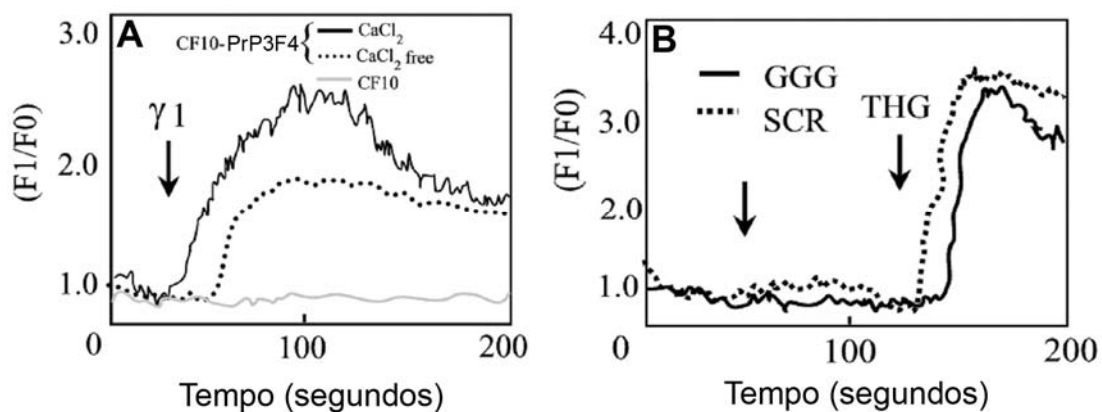 A
B
(F1/F0)
3.0
2.0
1.0
0
100
200
Tempo (segundos)
CF10-PrP3F4 {
CaCl₂
CaCl₂ free
CF10
γ1
(F1/F0)
4.0
3.0
2.0
1.0
0
100
200
Tempo (segundos)
GGG
SCR
THG